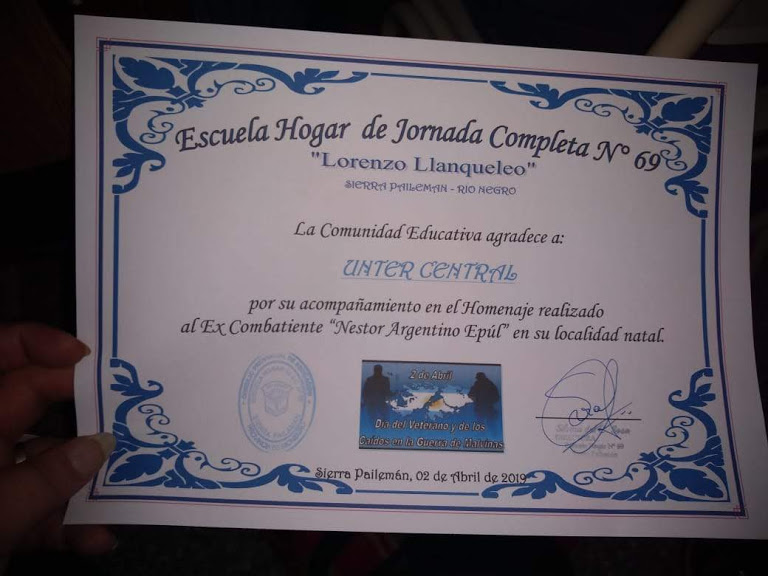 Escuela Hogar de Jornada Completa N° 69
"Lorenzo Llanqueleo"
SIERRA PAILEMAN - RIO NEGRO
La Comunidad Educativa agradece a:
UNTER CENTRAL
por su acompañamiento en el Homenaje realizado
al Ex Combatiente “Nestor Argentino Epúl” en su localidad natal.
2 de Abril
Dia del Veterano y de los
Caidos en la Guerra de Malvinas
Sierra Pailemán, 02 de Abril de 2019